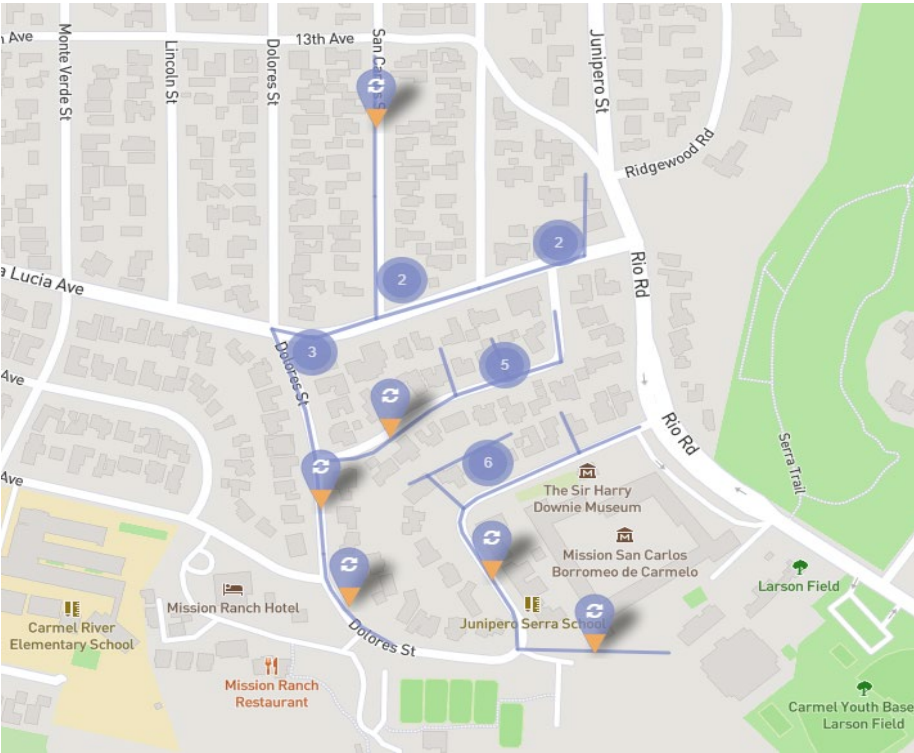 Ave
13th Ave
Monte Verde St
Lincoln St
Dolores St
San Carlos St
Junipero St
Ridgewood Rd
a Lucia Ave
2
2
Rio Rd
3
Dolores St
5
Ave
Rio Rd
6
Serra Trail
Ave
The Sir Harry
Downie Museum
Mission San Carlos
Borromeo de Carmelo
Larson Field
Mission Ranch Hotel
Carmel River
Elementary School
Junipero Serra School
Dolores St
Mission Ranch
Restaurant
Carmel Youth Base
Larson Field